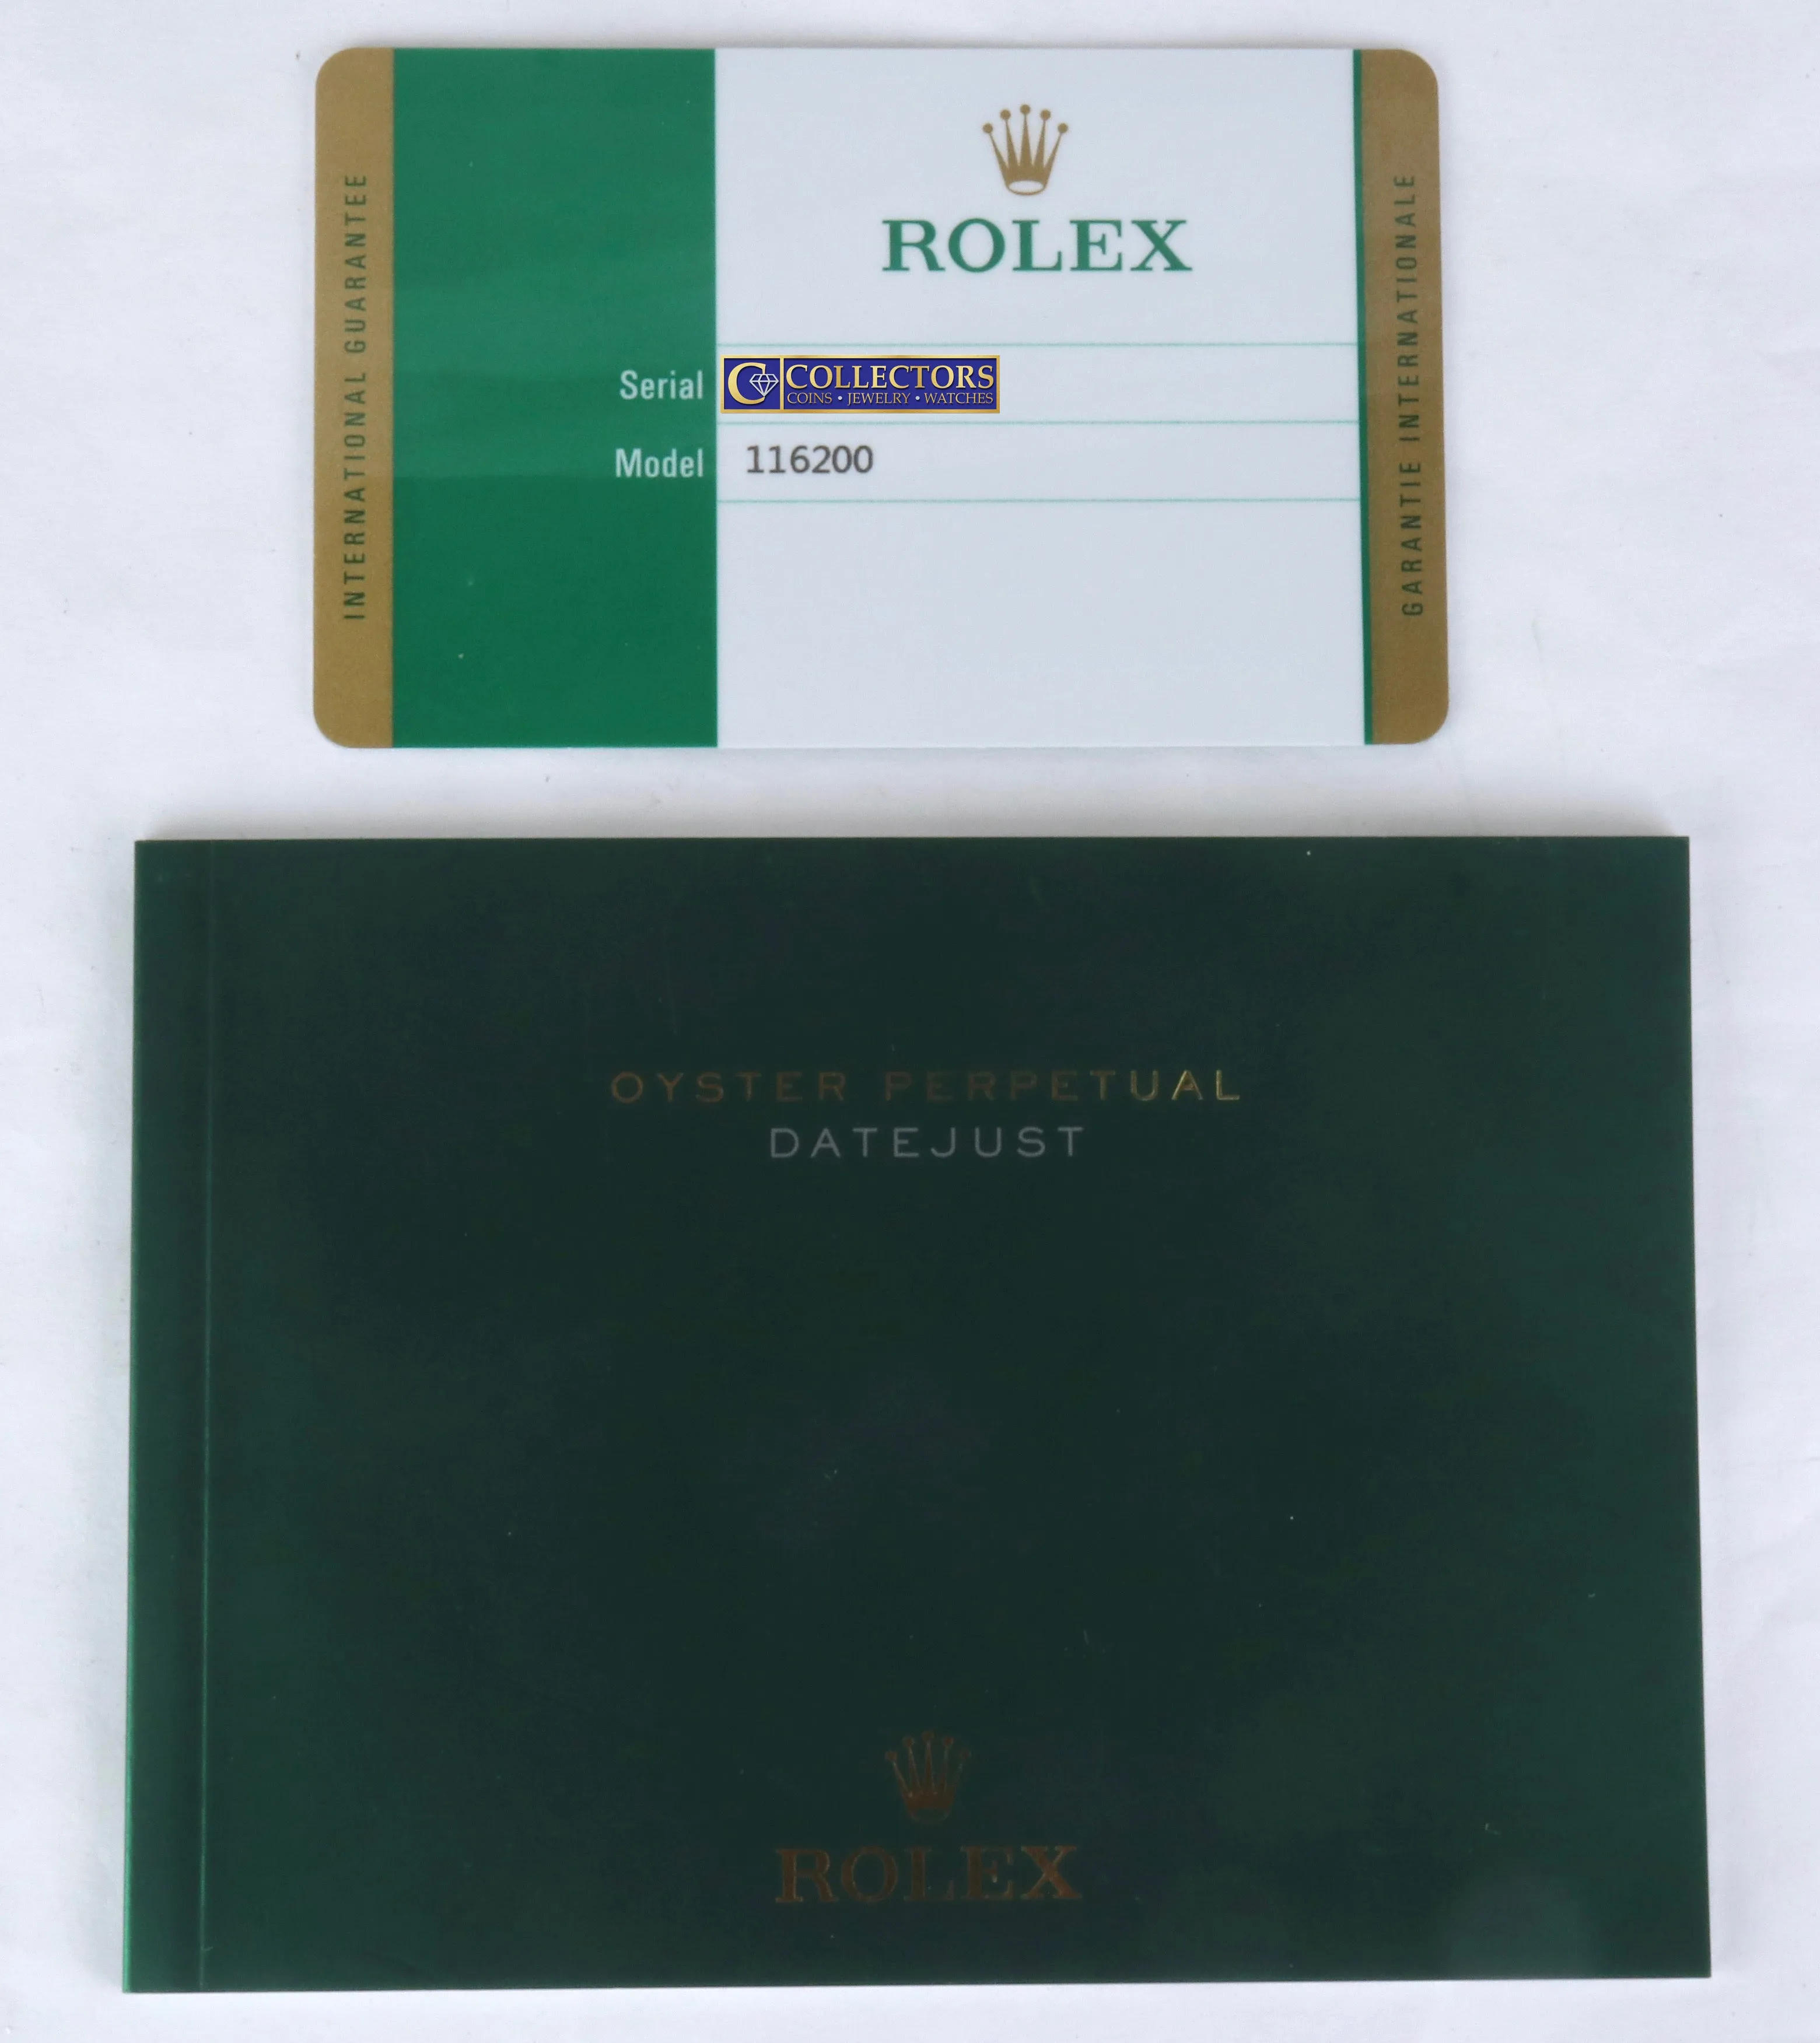 INTERNATIONAL GUARANTEE
ROLEX
Serial
COLLECTORS
COINS • JEWELRY • WATCHES
Model 116200
GARANTIE INTERNATIONALE
OYSTER PERPETUAL
DATEJUST
ROLEX